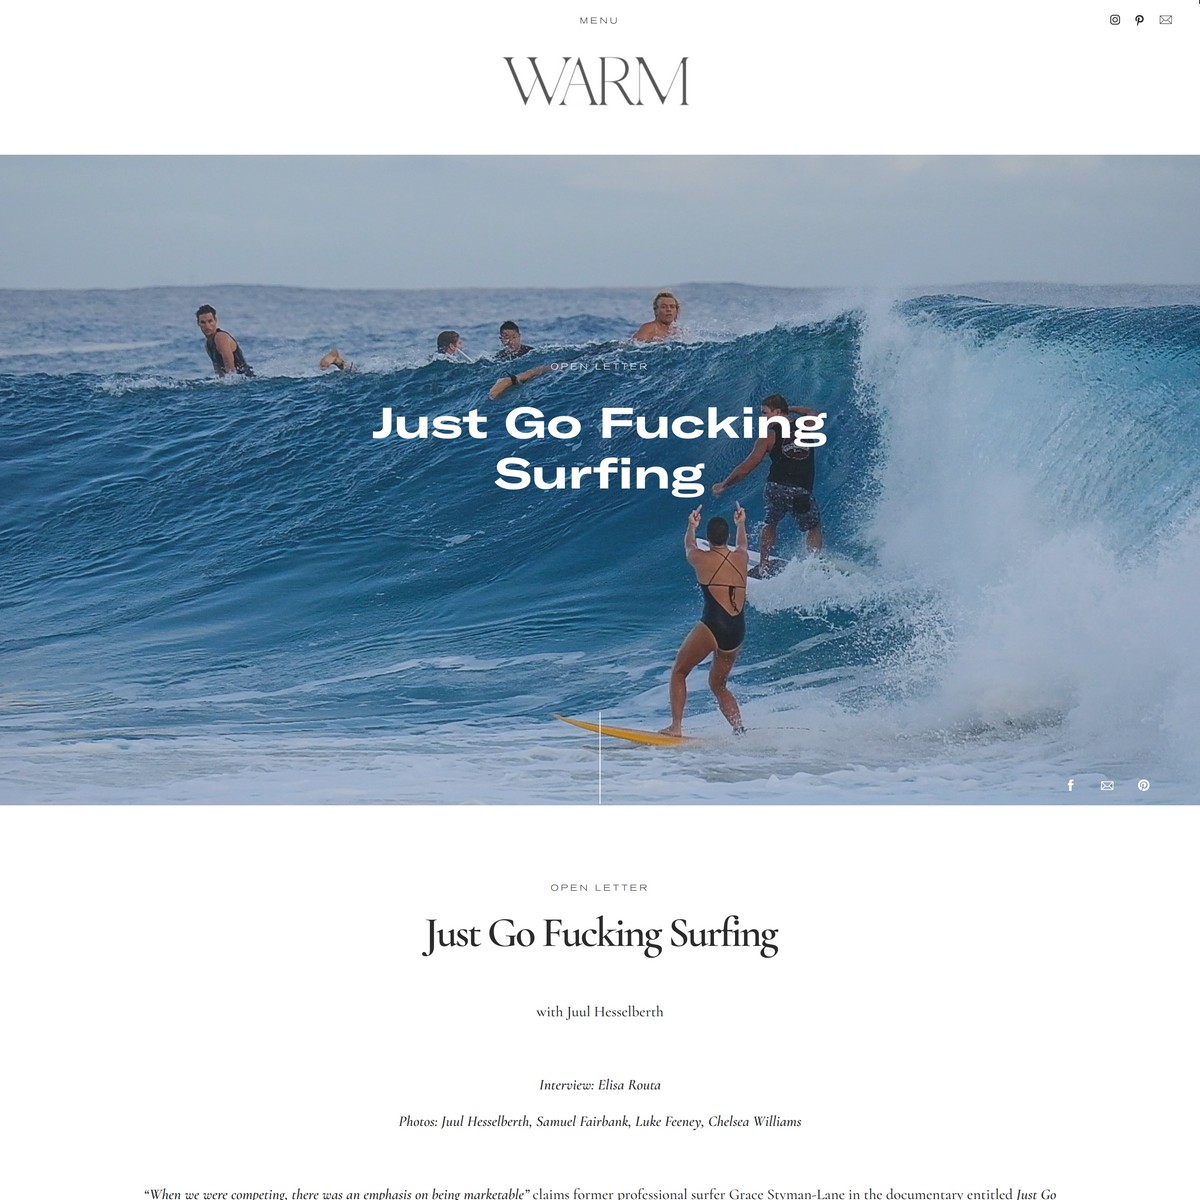 MENU
WARM
OPEN LETTER
Just Go Fucking
Surfing
OPEN LETTER
Just Go Fucking Surfing
with Juul Hesselberth
Interview: Elisa Routa
Photos: Juul Hesselberth, Samuel Fairbank, Luke Feeney, Chelsea Williams
“When we were competing, there was an emphasis on being marketable” claims former professional surfer Grace Styman-Lane in the documentary entitled Just Go